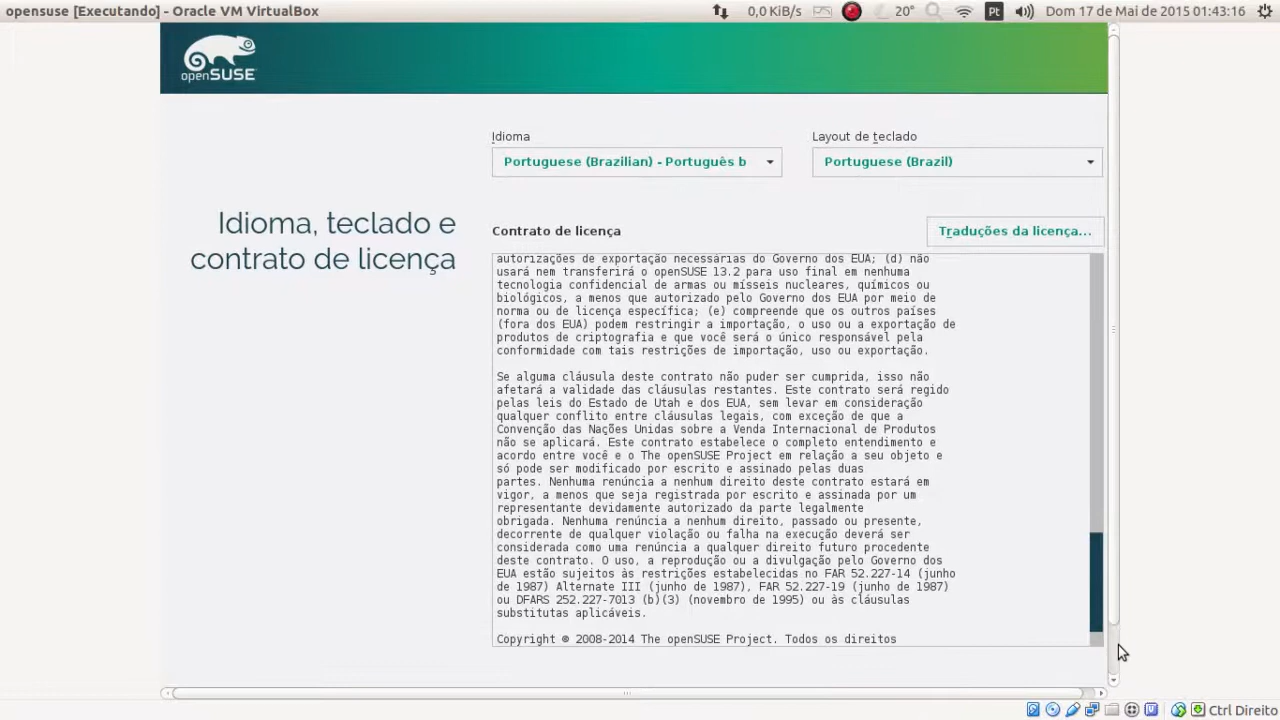 opensuse [Executando] - Oracle VM VirtualBox
0,0 KiB/s
20°
Pt
Dom 17 de Mai de 2015 01:43:16
openSUSE
Idioma
Layout de teclado
Portuguese (Brazilian) - Português b
Portuguese (Brazil)
Idioma, teclado e
contrato de licença
Contrato de licença
Traduções da licença...
autorizações de exportação necessárias do Governo dos EUA; (d) não
usará nem transferirá o openSUSE 13.2 para uso final em nenhuma
tecnologia confidencial de armas ou mísseis nucleares, químicos ou
biológicos, a menos que autorizado pelo Governo dos EUA por meio de
norma ou de licença específica; (e) compreende que os outros países
(fora dos EUA) podem restringir a importação, o uso ou a exportação de
produtos de criptografia e que você será o único responsável pela
conformidade com tais restrições de importação, uso ou exportação.
Se alguma cláusula deste contrato não puder ser cumprida, isso não
afetará a validade das cláusulas restantes. Este contrato será regido
pelas leis do Estado de Utah e dos EUA, sem levar em consideração
qualquer conflito entre cláusulas legais, com exceção de que a
Convenção das Nações Unidas sobre a Venda Internacional de Produtos
não se aplicará. Este contrato estabelece o completo entendimento e
acordo entre você e o The openSUSE Project em relação a seu objeto e
só pode ser modificado por escrito e assinado pelas duas
partes. Nenhuma renúncia a nenhum direito deste contrato estará em
vigor, a menos que seja registrada por escrito e assinada por um
representante devidamente autorizado da parte legalmente
obrigada. Nenhuma renúncia a nenhum direito, passado ou presente,
decorrente de qualquer violação ou falha na execução deverá ser
considerada como uma renúncia a qualquer direito futuro procedente
deste contrato. O uso, a reprodução ou a divulgação pelo Governo dos
EUA estão sujeitos às restrições estabelecidas no FAR 52.227-14 (junho
de 1987) Alternate III (junho de 1987), FAR 52.227-19 (junho de 1987)
ou DFARS 252.227-7013 (b)(3) (novembro de 1995) ou às cláusulas
substitutas aplicáveis.
Copyright © 2008-2014 The openSUSE Project. Todos os direitos
Ctrl Direito